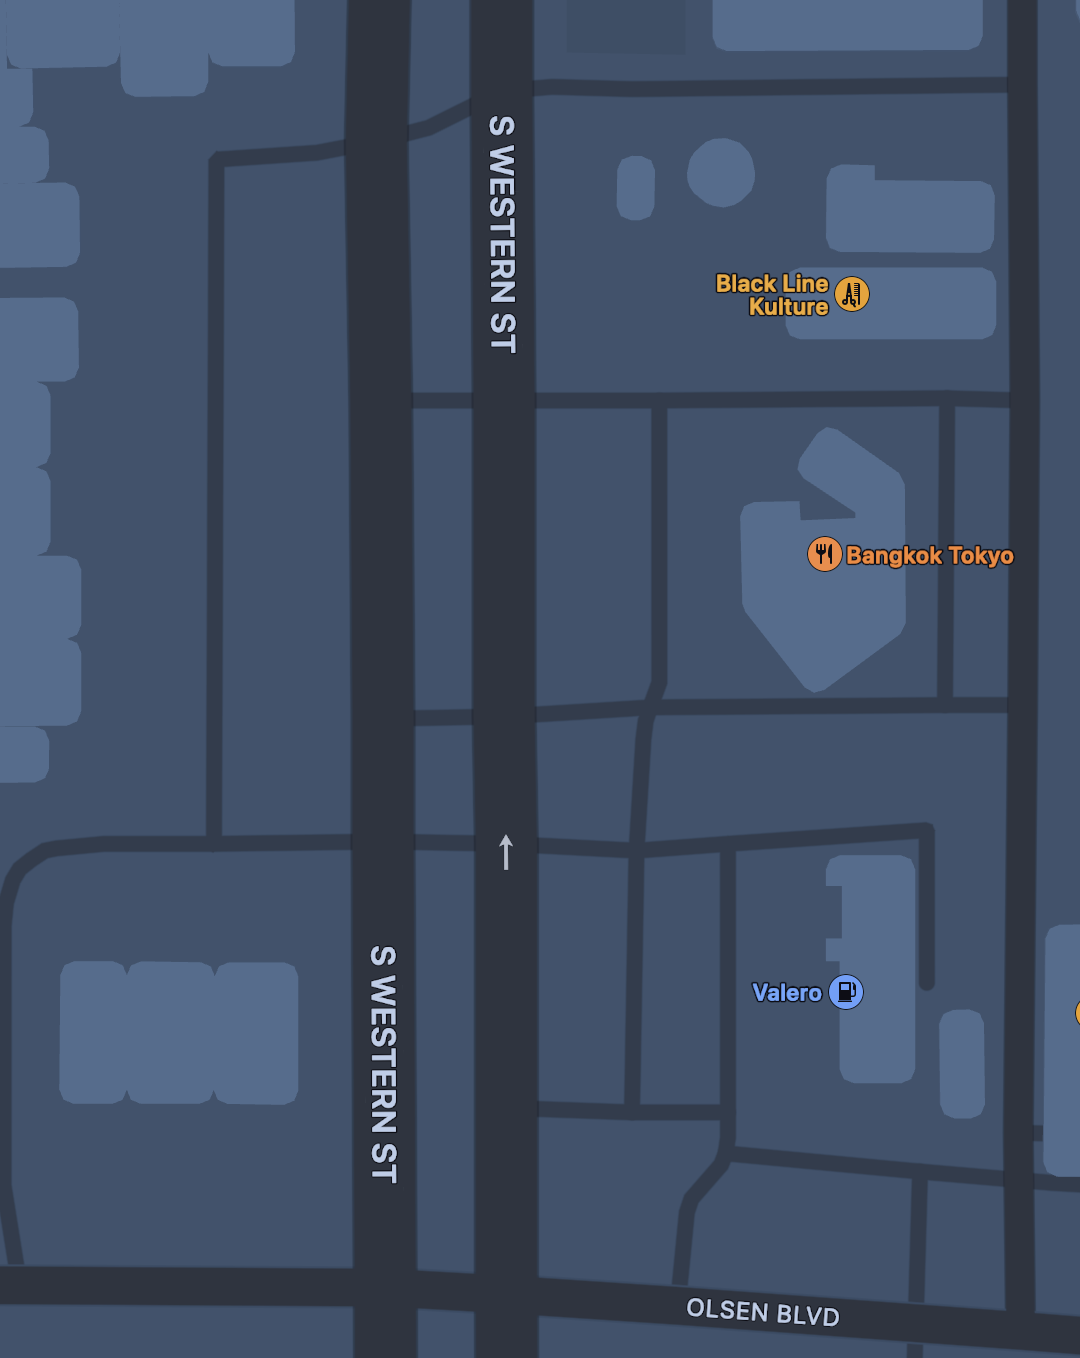 S WESTERN ST
Black Line
Kulture
Bangkok Tokyo
S WESTERN ST
Valero
OLSEN BLVD